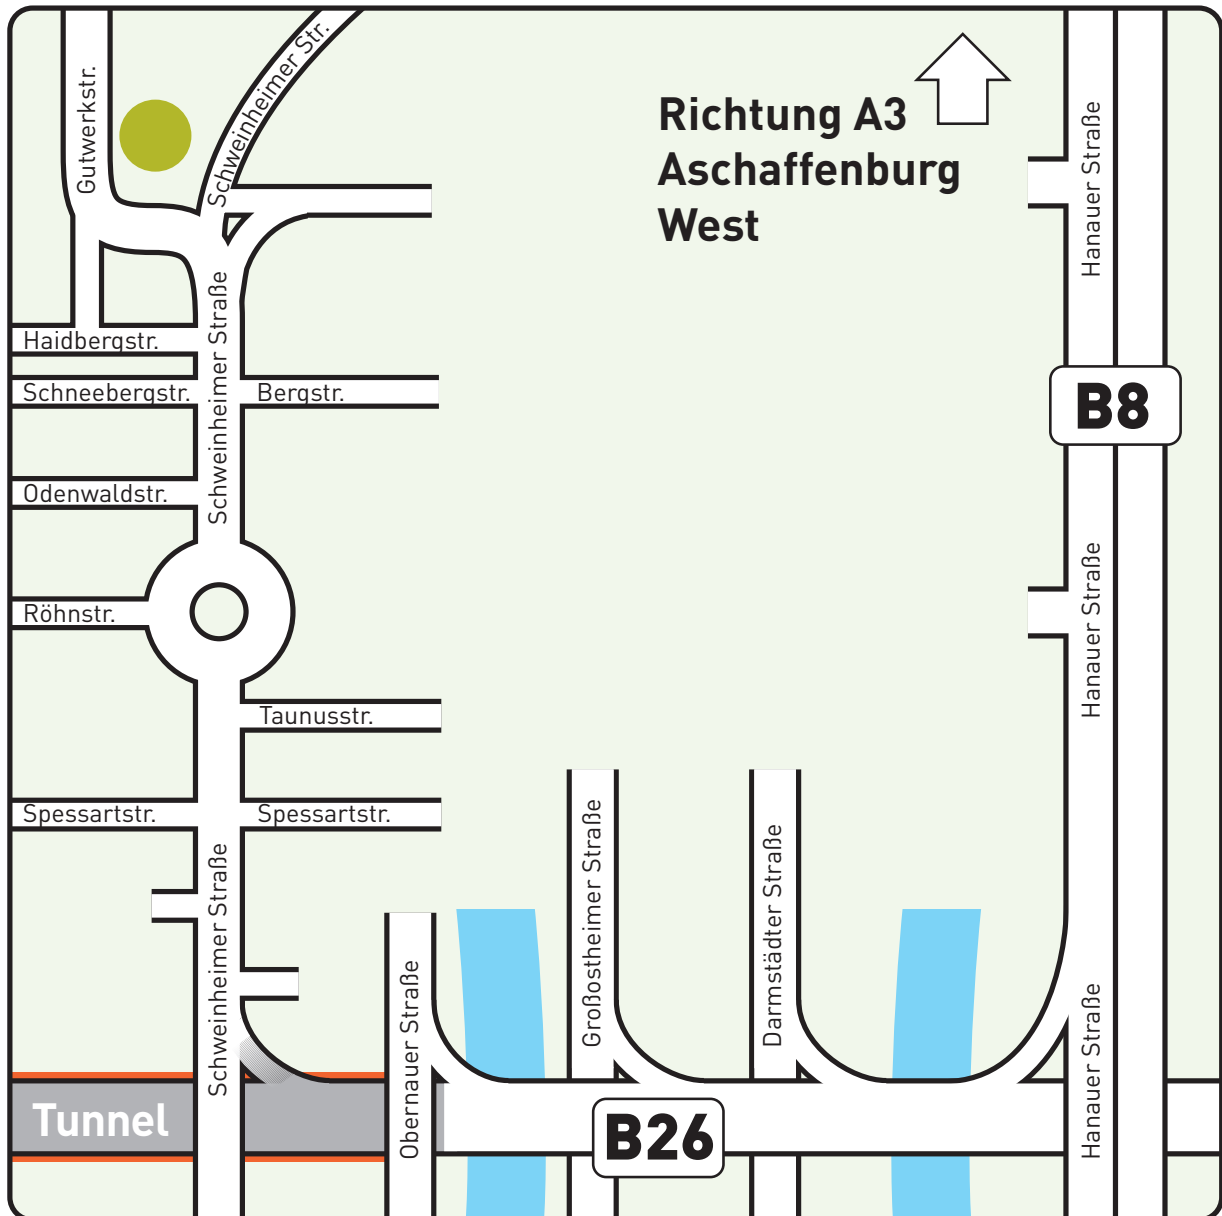 Gutwerkstr.
Schweinheimer Str.
Richtung A3
Aschaffenburg
West
Hanauer Straße
Haidbergstr.
Schweinheimer Straße
Schneebergstr.
Bergstr.
B8
Odenwaldstr.
Röhnstr.
Hanauer Straße
Taunusstr.
Spessartstr.
Spessartstr.
Schweinheimer Straße
Großostheimer Straße
Darmstädter Straße
Obernauer Straße
Hanauer Straße
Tunnel
B26